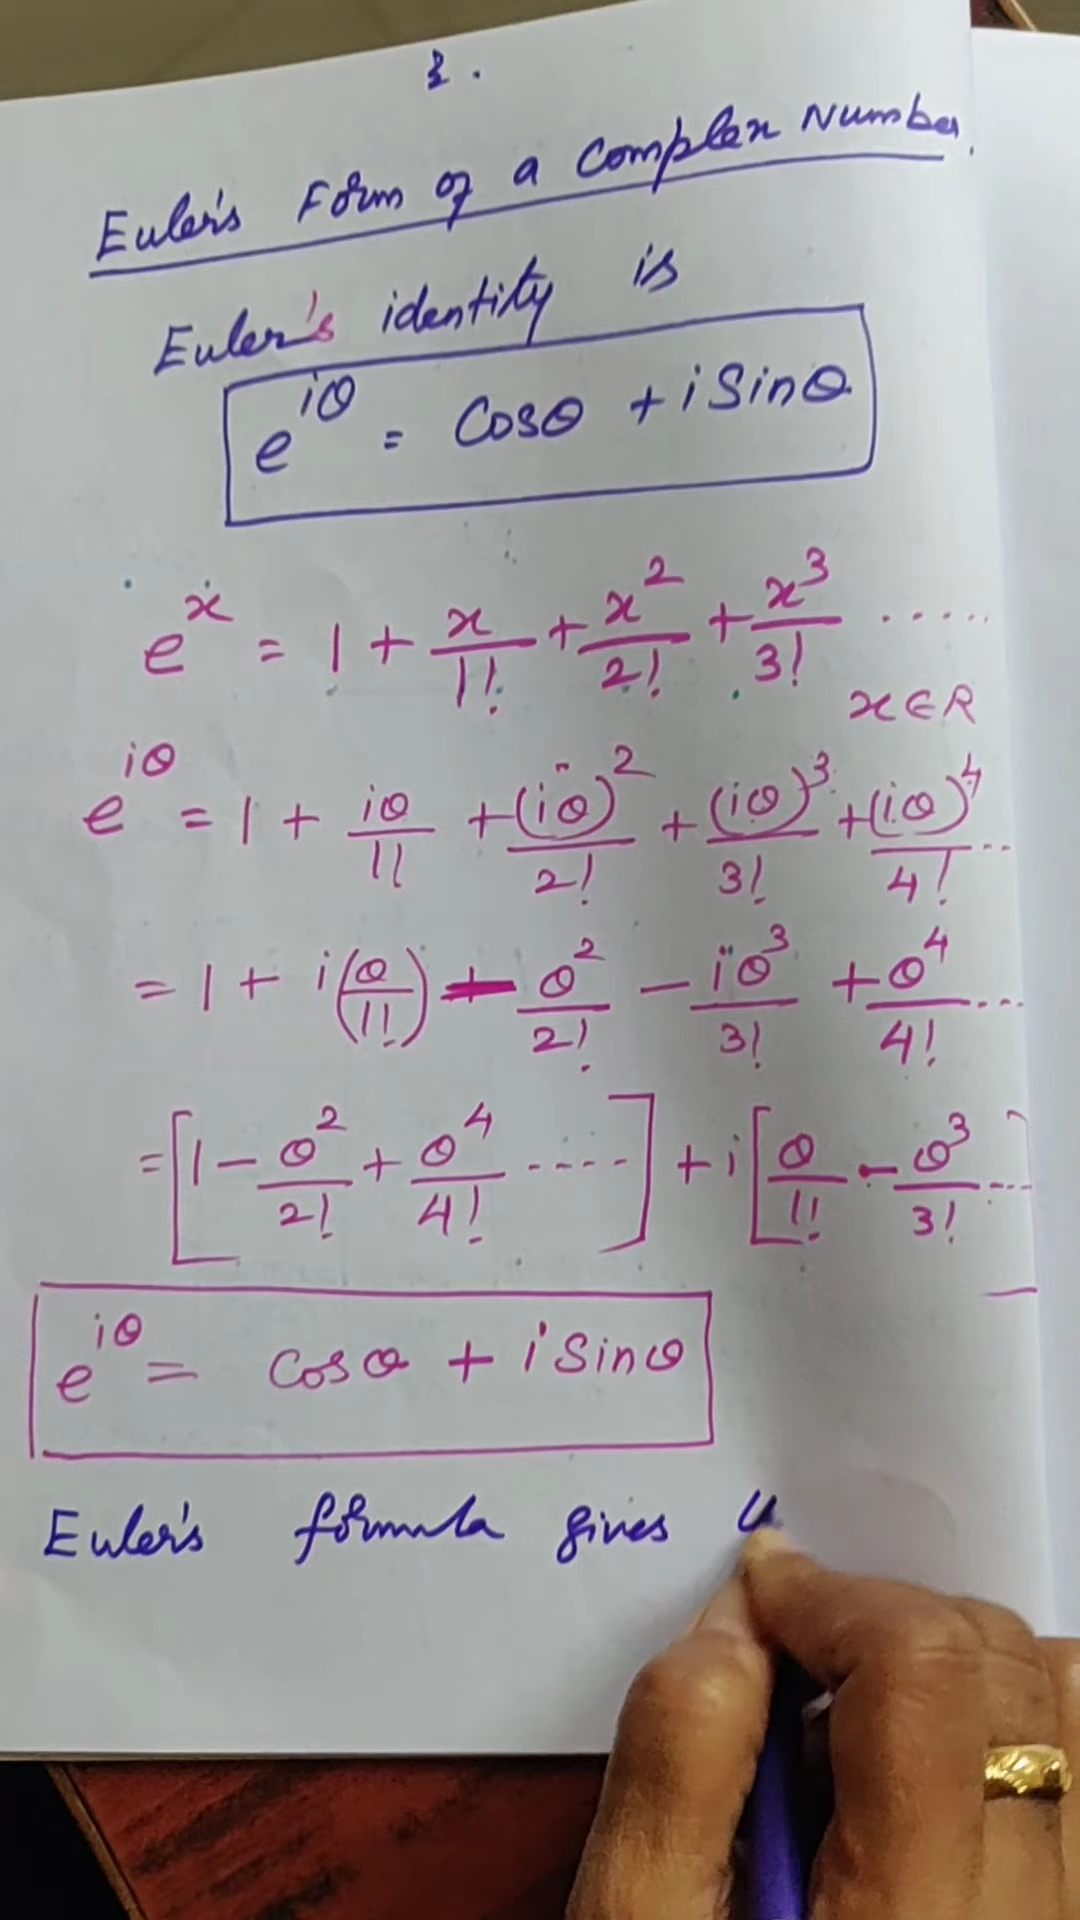 3.
Euler's Form of a Complex Number.
Euler's identity is
e^{iθ} = Cosθ + i Sinθ.
e^x = 1 + x/1! + x^2/2! + x^3/3! .....
x ∈ R
e^{iθ} = 1 + iθ/1! + (iθ)^2/2! + (iθ)^3/3! + (iθ)^4/4! ...
= 1 + i(θ/1!) - θ^2/2! - iθ^3/3! + θ^4/4! ...
= [1 - θ^2/2! + θ^4/4! .....] + i[θ/1! - θ^3/3! ...]
e^{iθ} = Cosθ + i Sinθ
Euler's formula gives